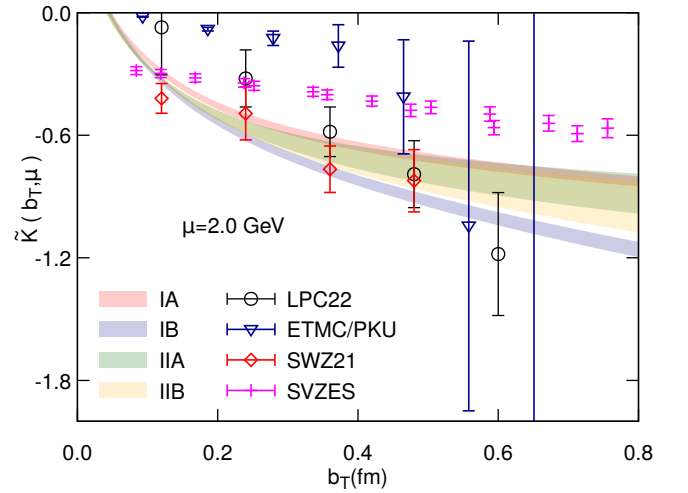 0.0
-0.6
-1.2
-1.8
K̃ ( b_T,μ)
μ=2.0 GeV
IA
IB
IIA
IIB
LPC22
ETMC/PKU
SWZ21
SVZES
0.0 0.2 0.4 0.6 0.8
b_T(fm)